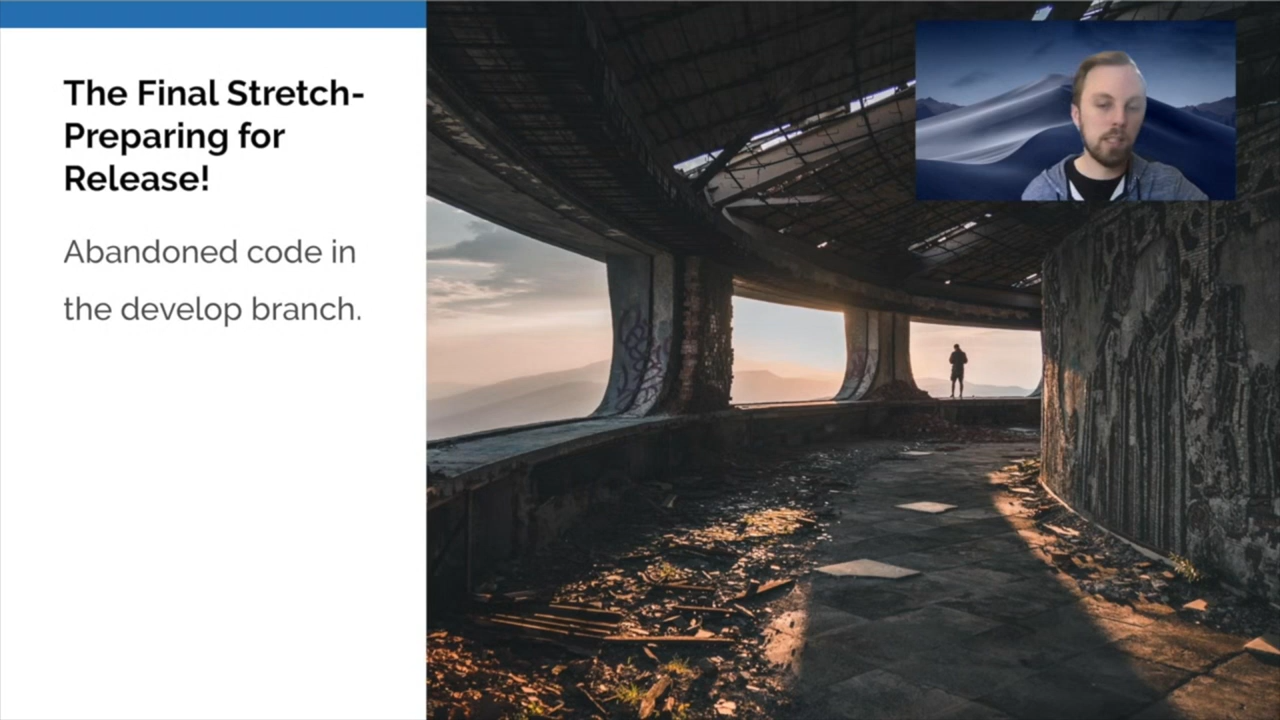 The Final Stretch-
Preparing for
Release!
Abandoned code in
the develop branch.